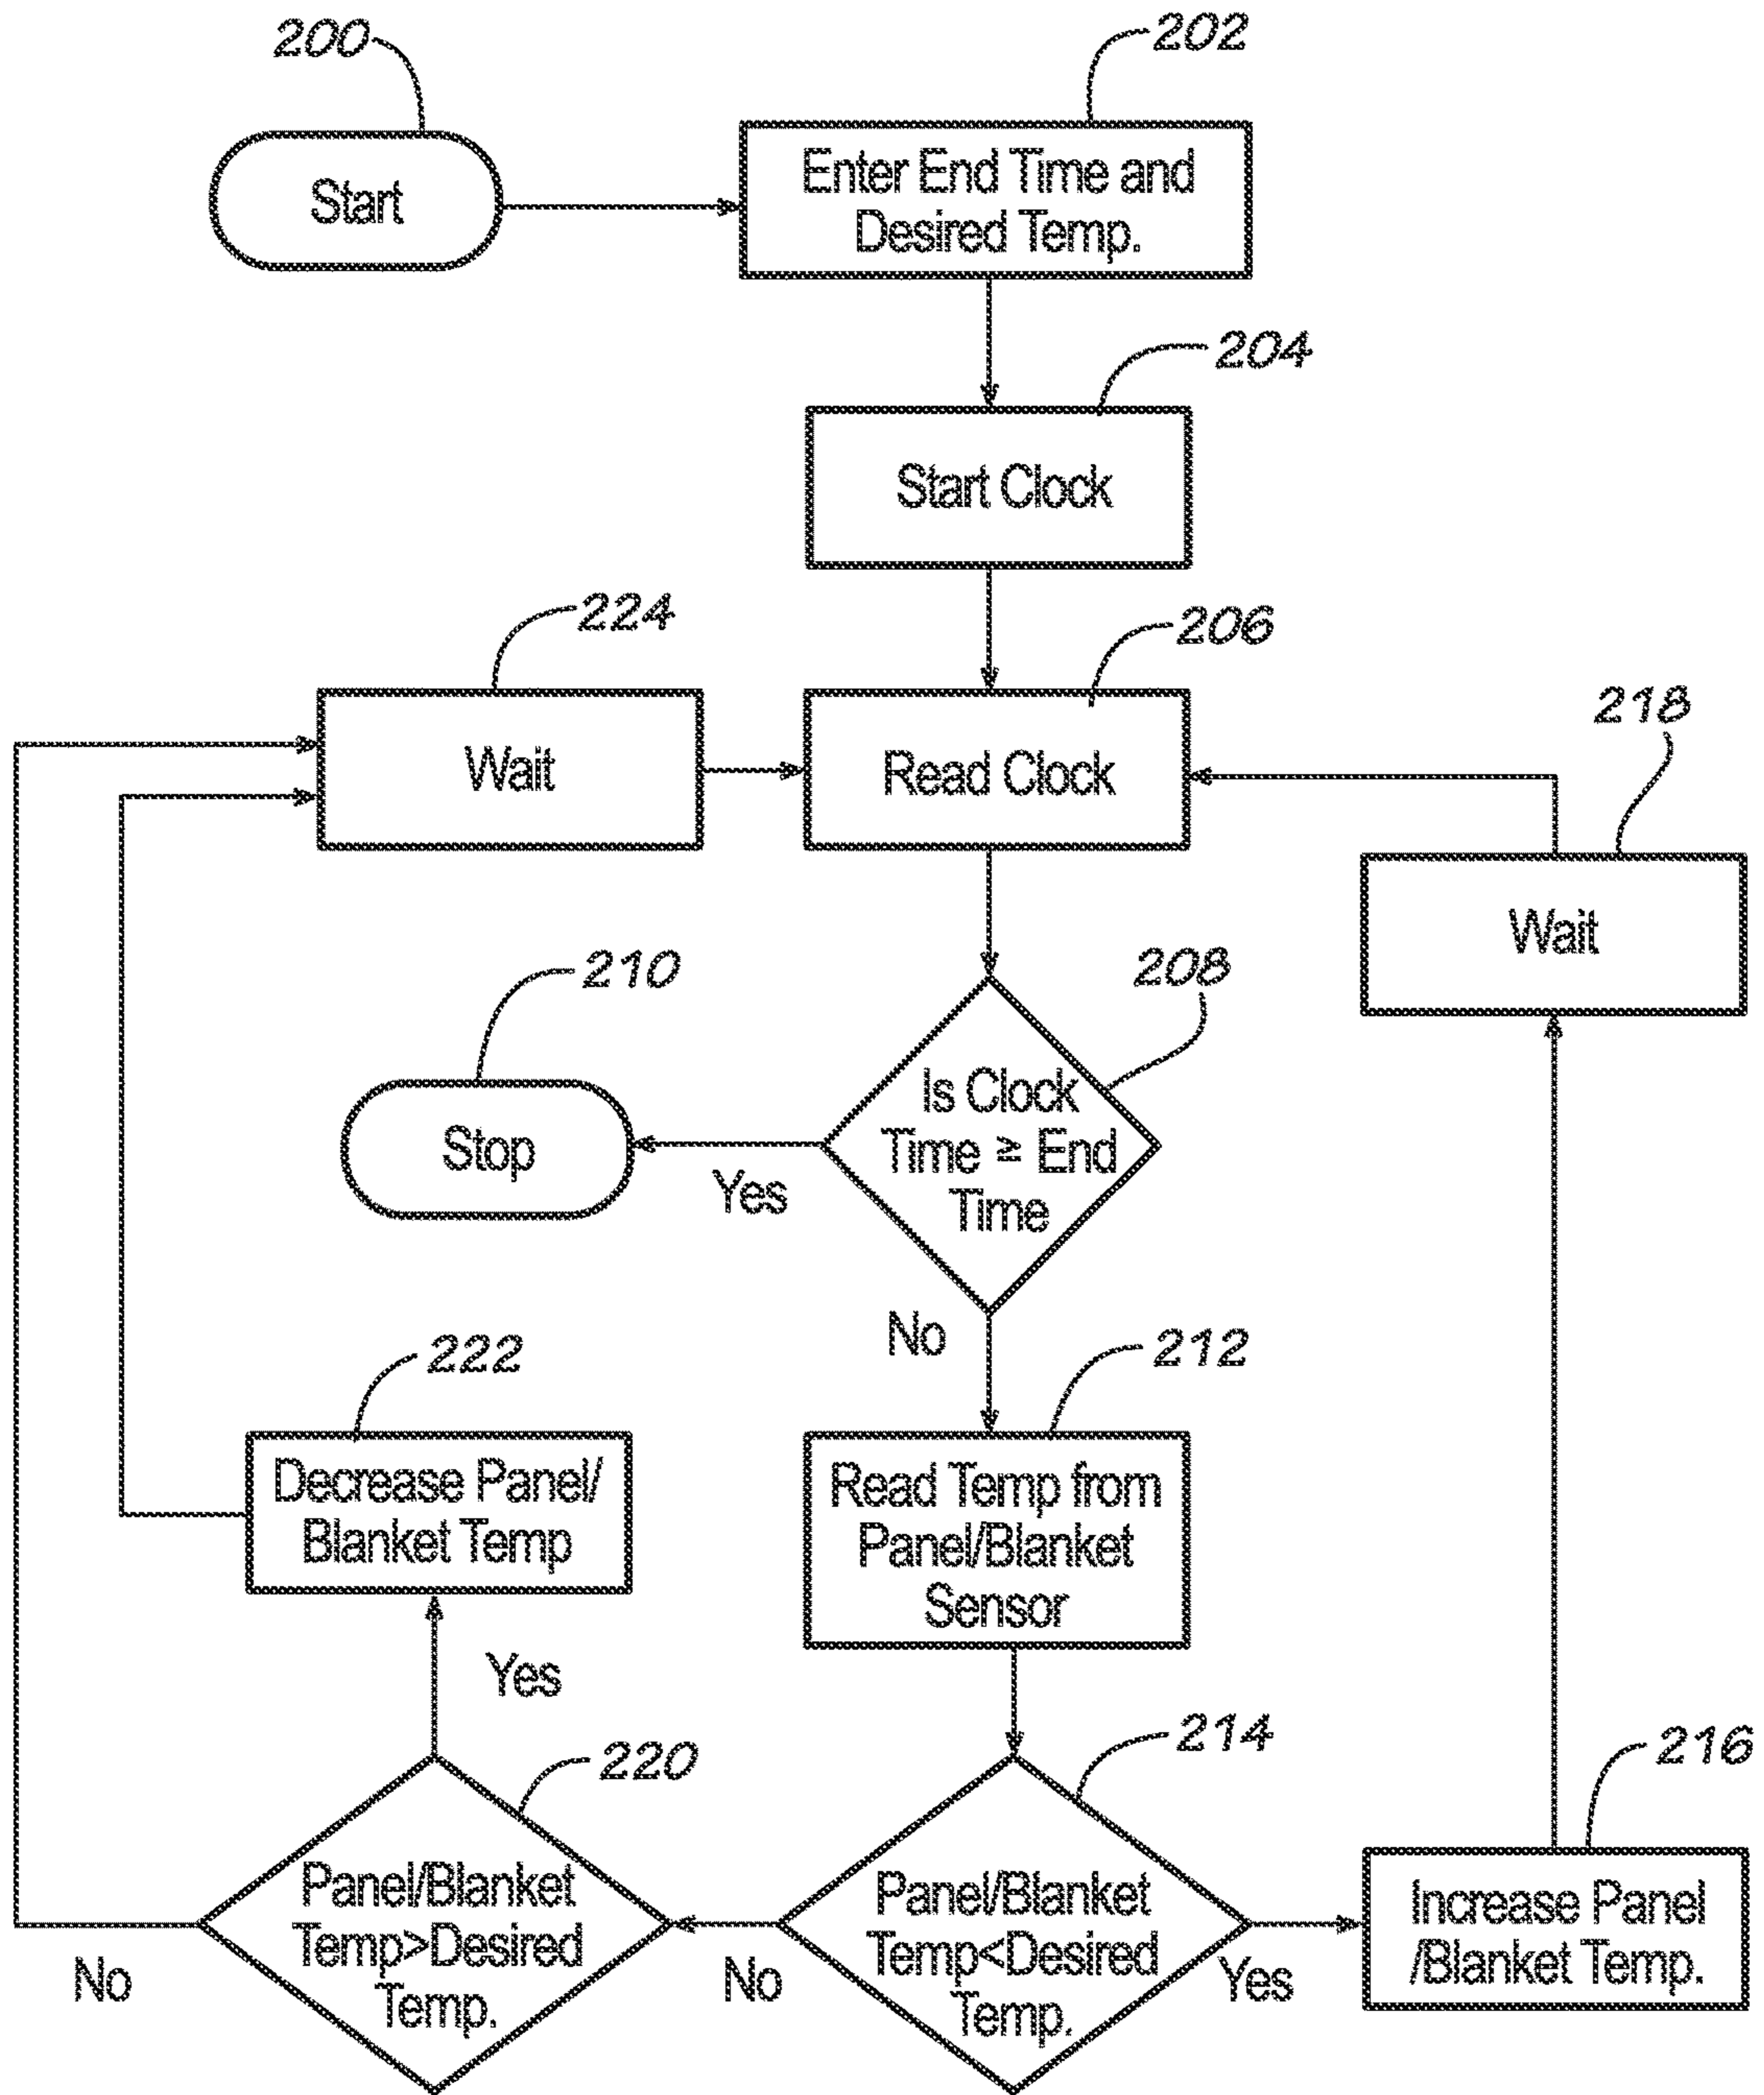 200
202
Start
Enter End Time and
Desired Temp.
204
Start Clock
224
206
218
Wait
Read Clock
Wait
210
208
Stop
Is Clock
Time ≥ End
Time
Yes
No
222
212
Decrease Panel/
Blanket Temp
Read Temp from
Panel/Blanket
Sensor
Yes
220
214
216
Panel/Blanket
Temp>Desired
Temp.
No
Panel/Blanket
Temp<Desired
Temp.
No
Yes
Increase Panel
/Blanket Temp.